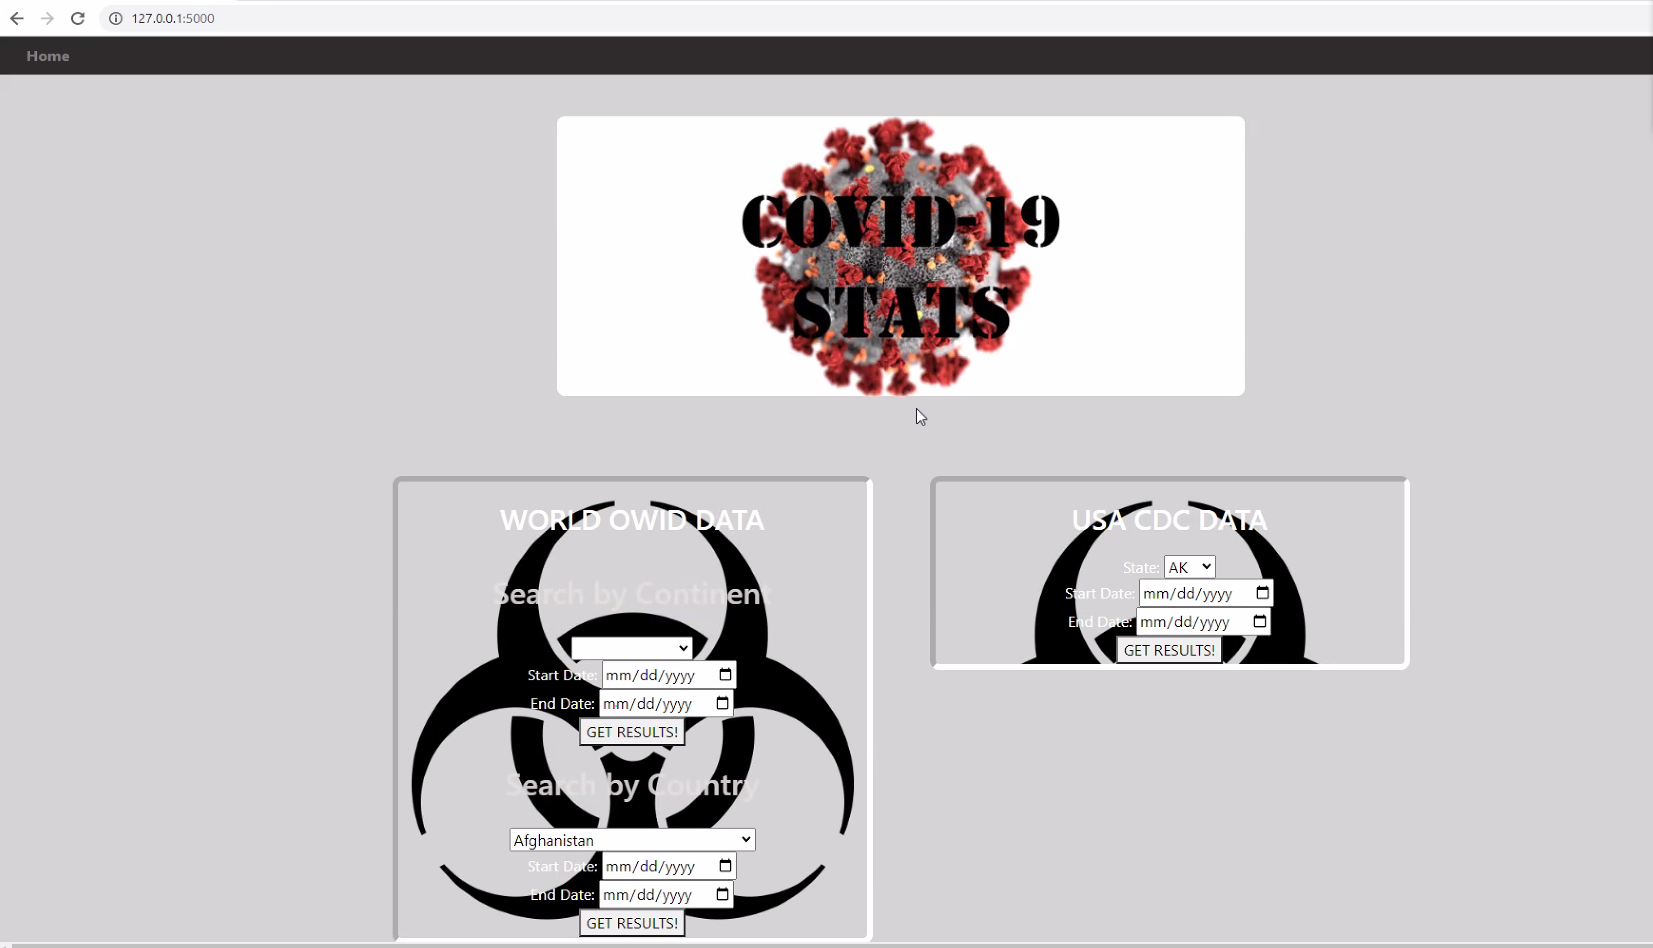 127.0.0.1:5000
Home
COVID-19
STATS
WORLD OWID DATA
Search by Continent
Start Date: mm/dd/yyyy
End Date: mm/dd/yyyy
GET RESULTS!
Search by Country
Afghanistan
Start Date: mm/dd/yyyy
End Date: mm/dd/yyyy
GET RESULTS!
USA CDC DATA
State: AK
Start Date: mm/dd/yyyy
End Date: mm/dd/yyyy
GET RESULTS!